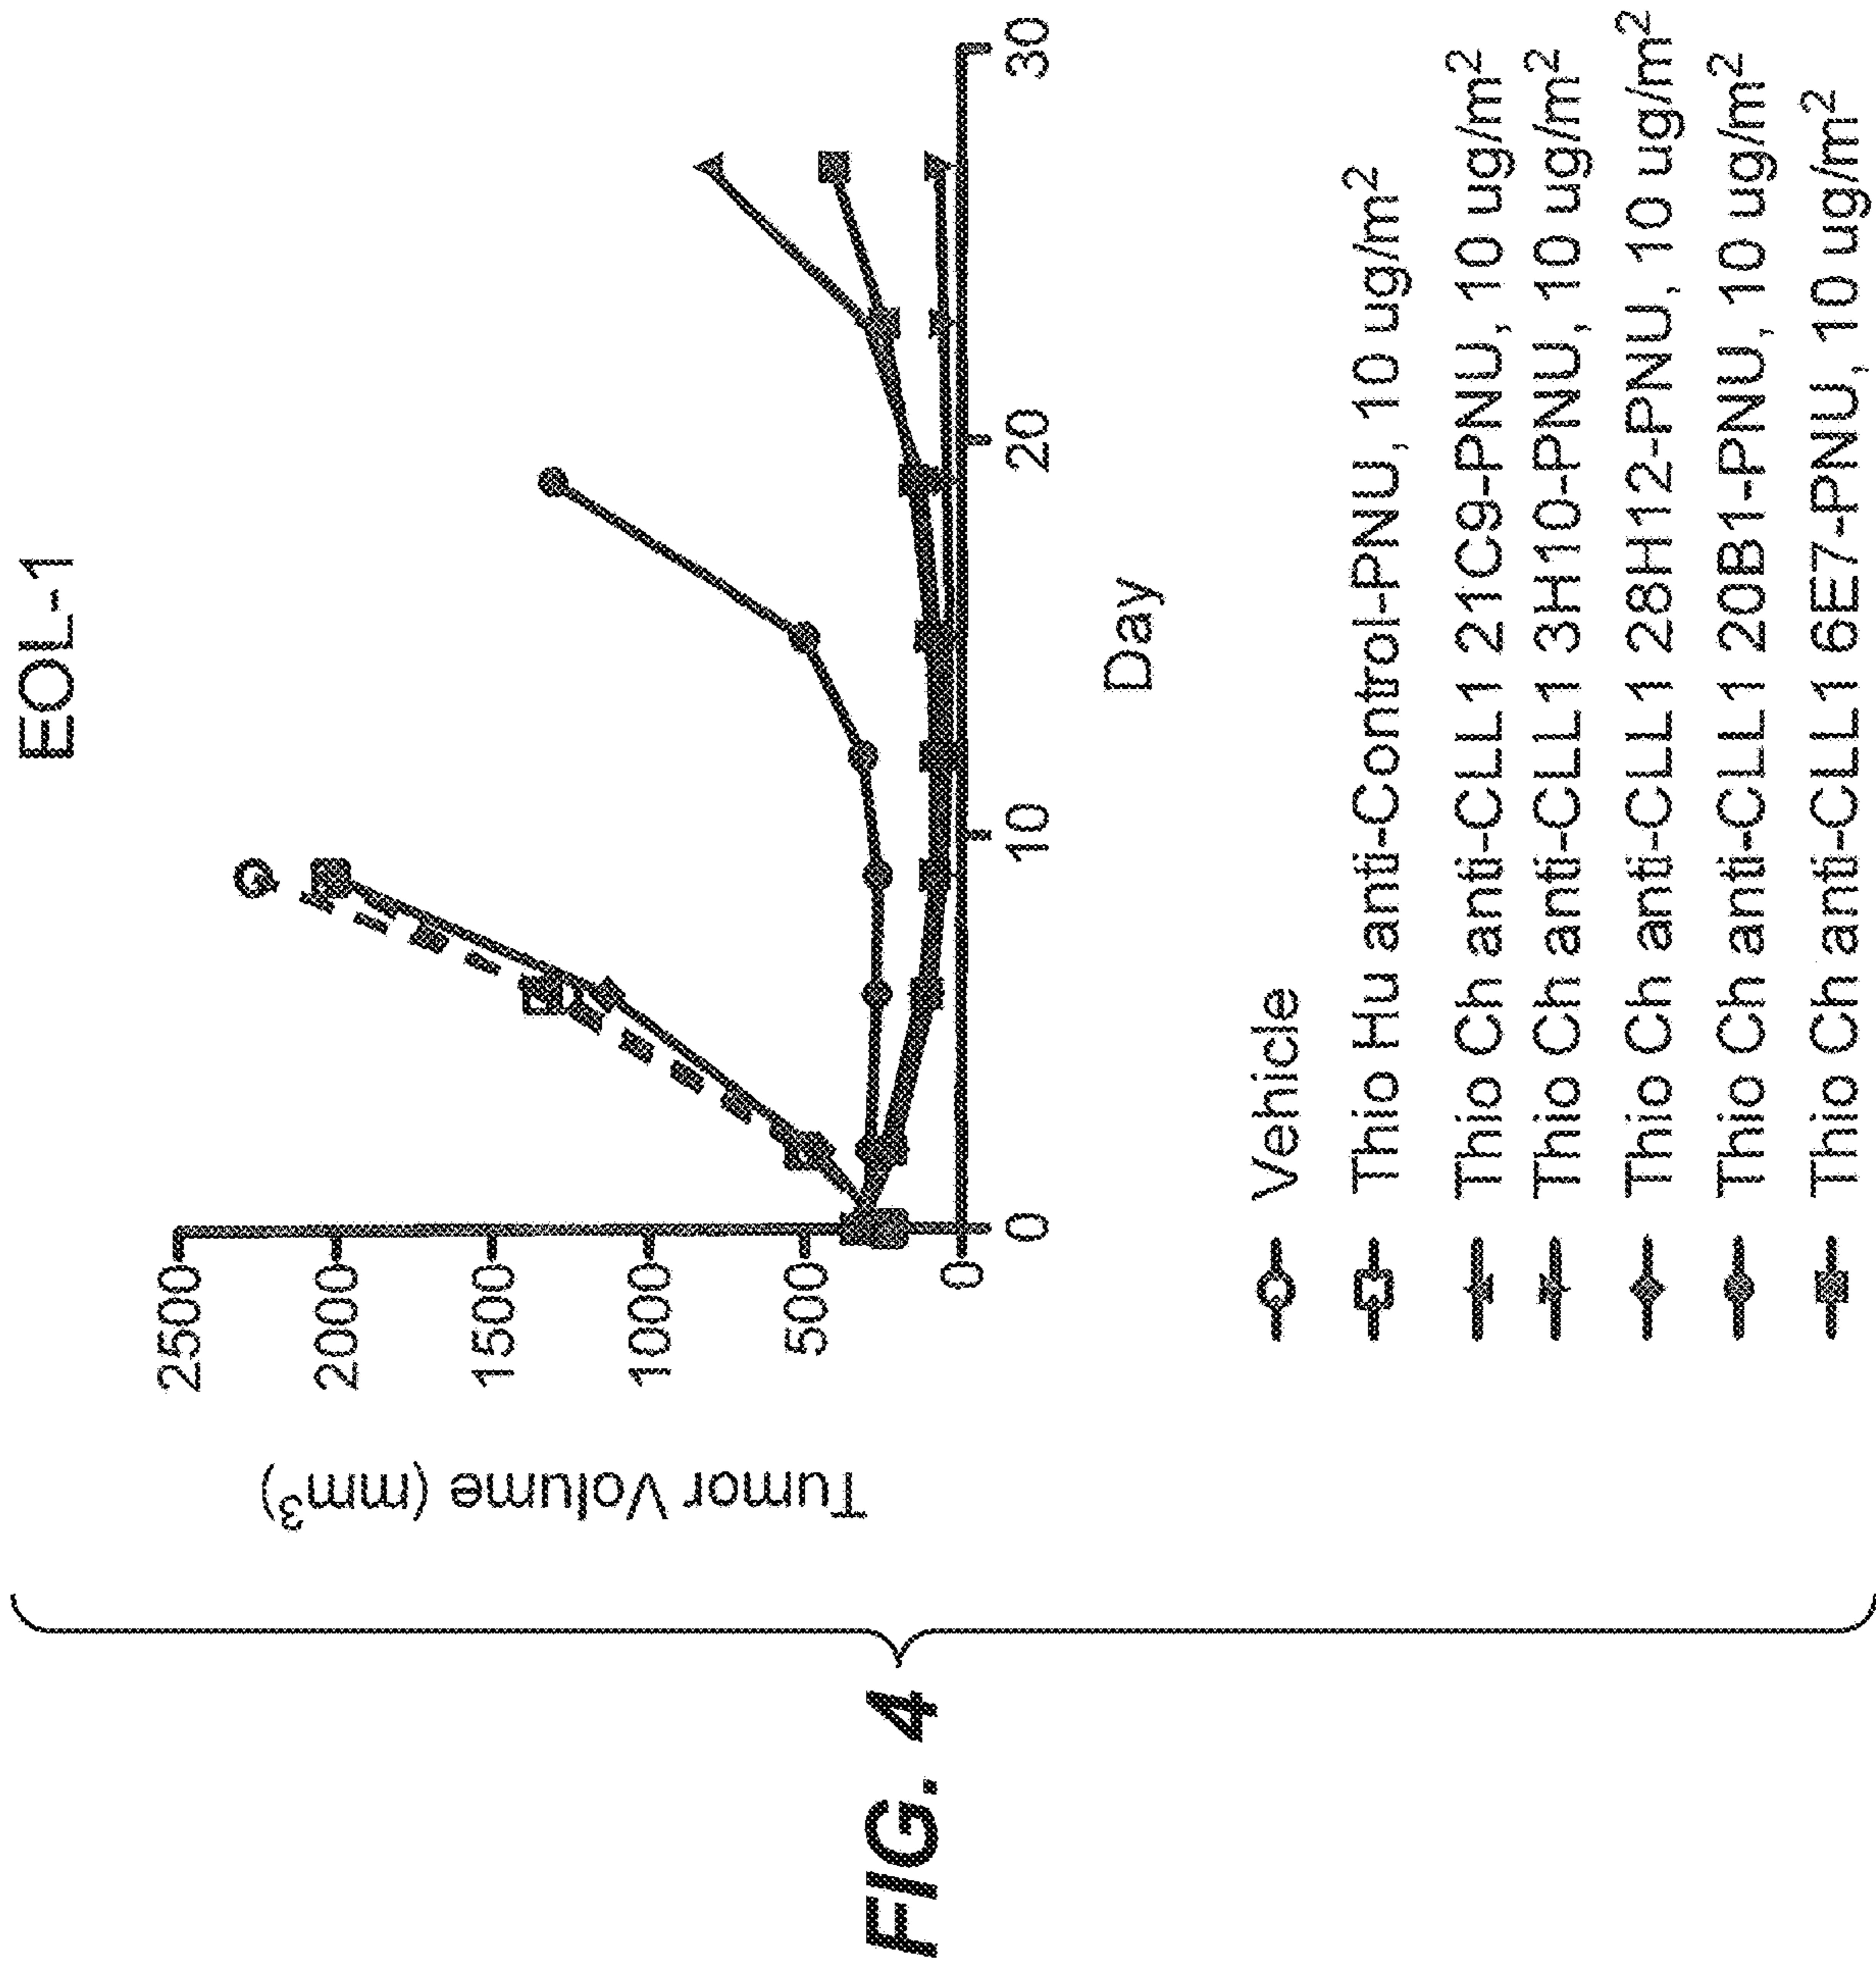 FIG. 4
EOL-1
Tumor Volume (mm³)
2500
2000
1500
1000
500
0
0
10
20
30
Day
Vehicle
Thio Hu anti-Control-PNU, 10 ug/m²
Thio Ch anti-CLL1 21C9-PNU, 10 ug/m²
Thio Ch anti-CLL1 3H10-PNU, 10 ug/m²
Thio Ch anti-CLL1 28H12-PNU, 10 ug/m²
Thio Ch anti-CLL1 20B1-PNU, 10 ug/m²
Thio Ch anti-CLL1 6E7-PNU, 10 ug/m²